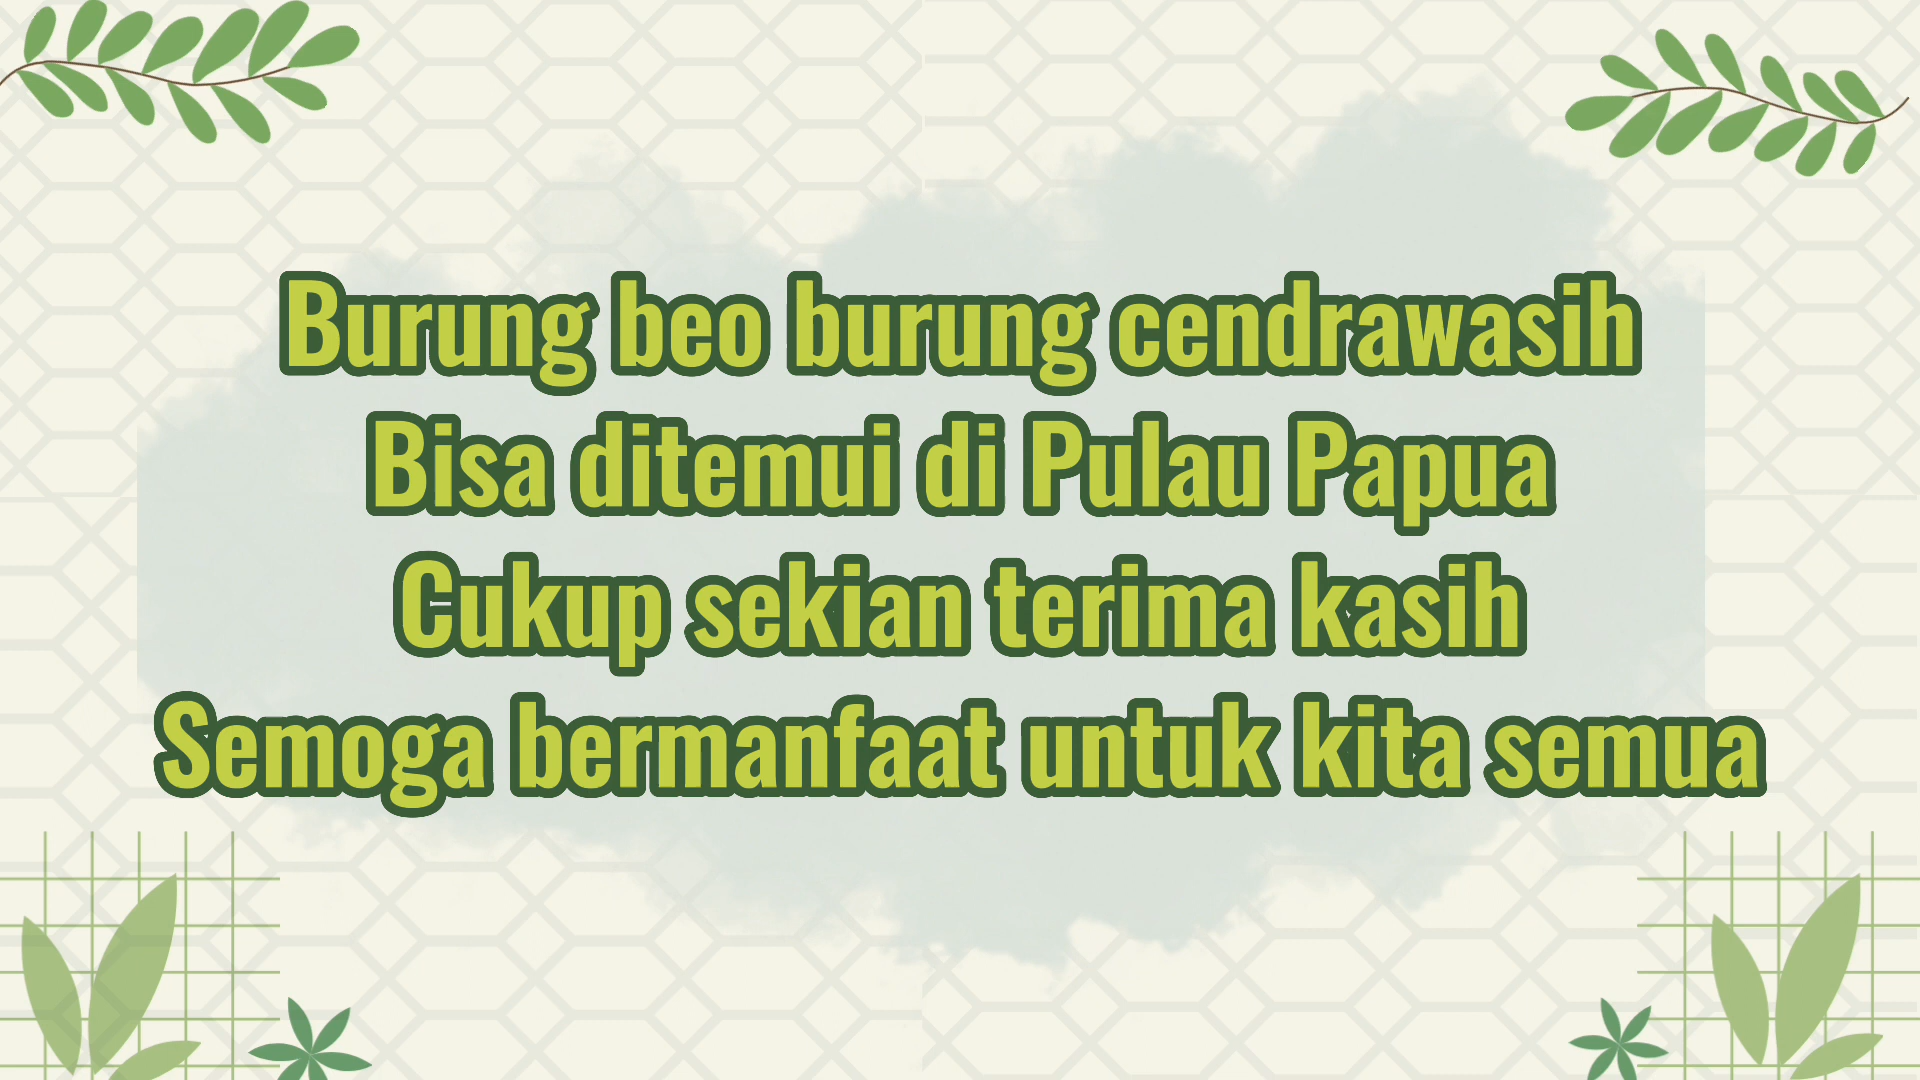 Burung beo burung cendrawasih
Bisa ditemui di Pulau Papua
Cukup sekian terima kasih
Semoga bermanfaat untuk kita semua